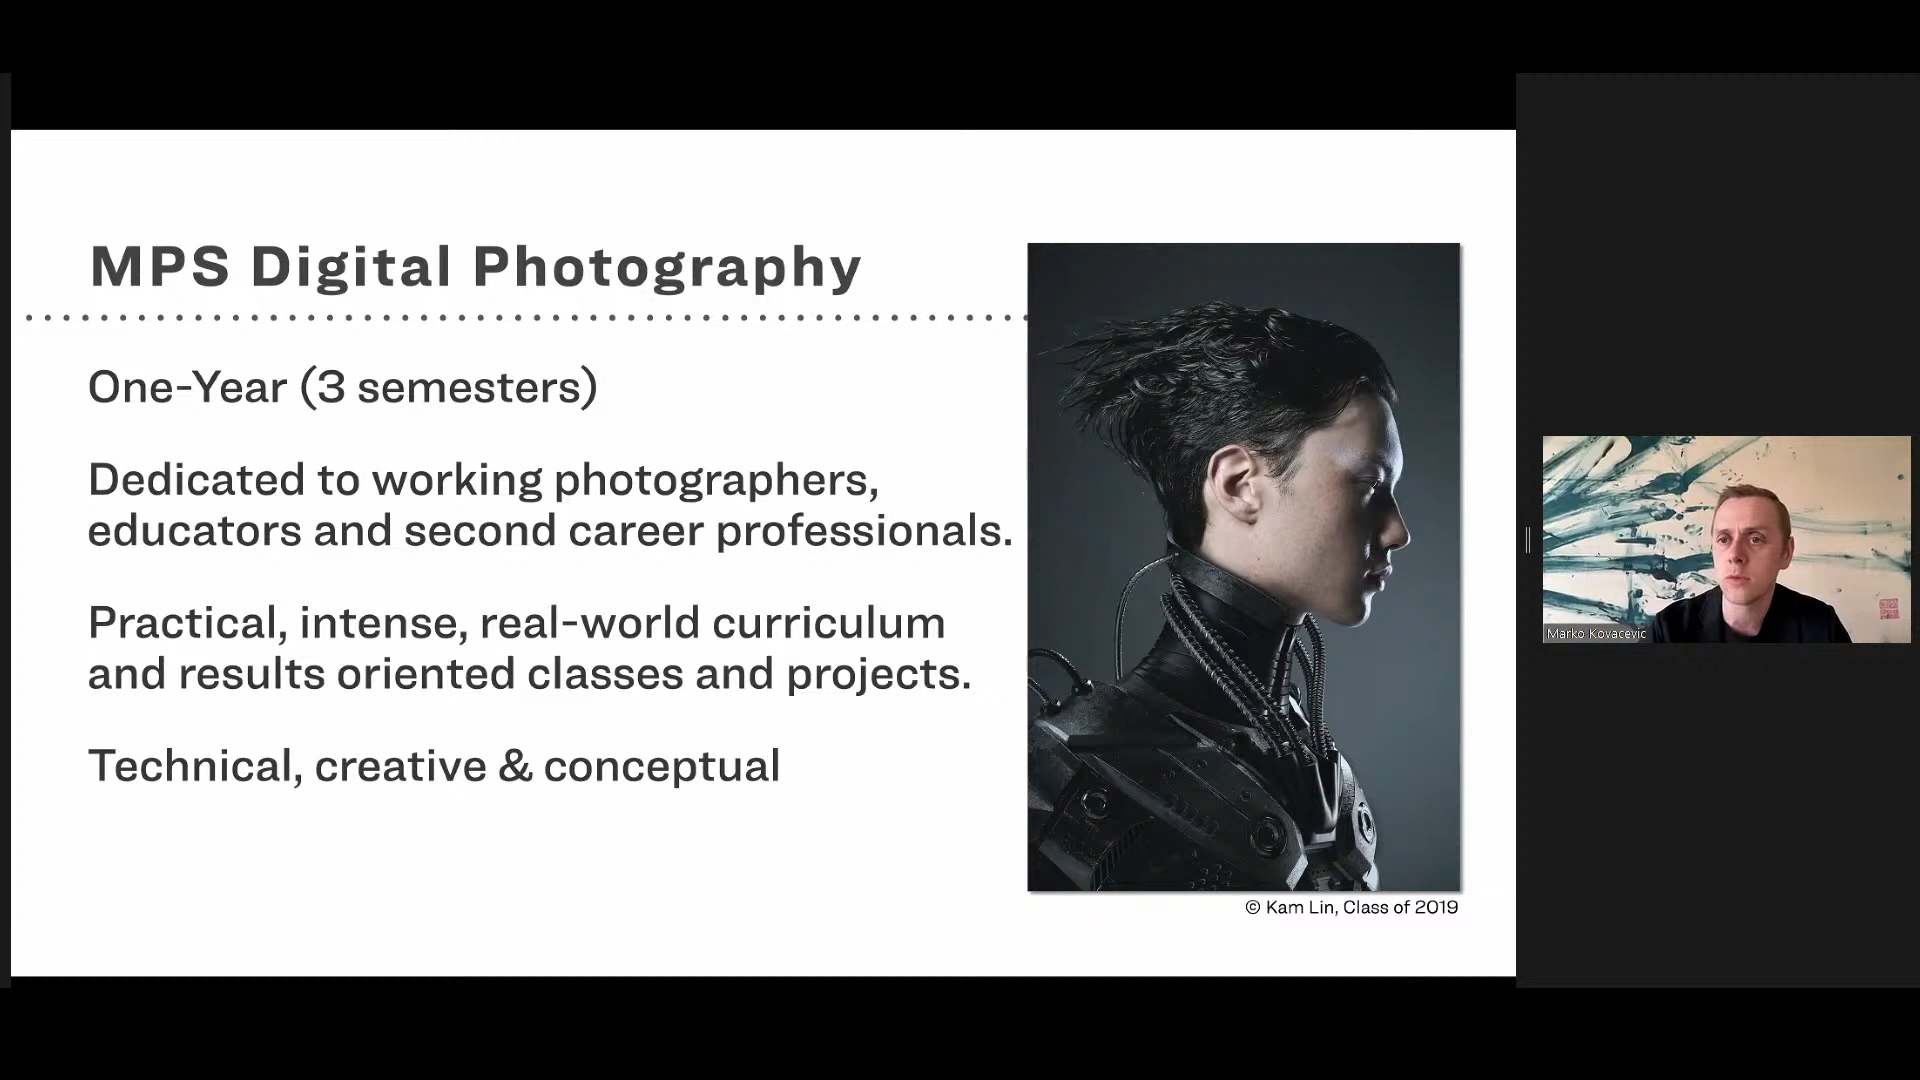 MPS Digital Photography
One-Year (3 semesters)
Dedicated to working photographers,
educators and second career professionals.
Practical, intense, real-world curriculum
and results oriented classes and projects.
Technical, creative & conceptual
© Kam Lin, Class of 2019
Marko Kovacevic